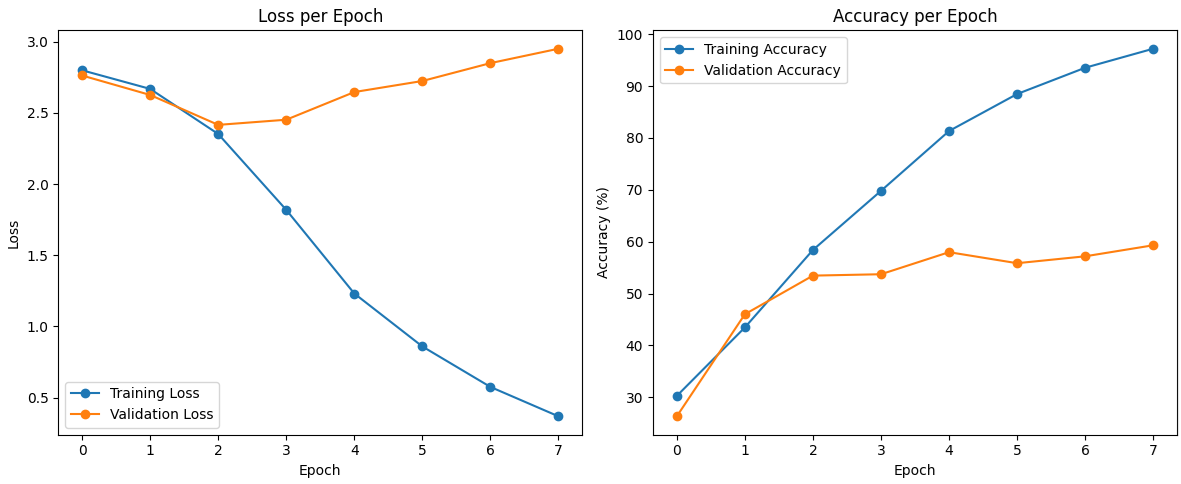 Loss per Epoch
3.0
2.5
2.0
1.5
1.0
0.5
Loss
Training Loss
Validation Loss
0 1 2 3 4 5 6 7
Epoch
Accuracy per Epoch
100
90
80
70
60
50
40
30
Accuracy (%)
Training Accuracy
Validation Accuracy
0 1 2 3 4 5 6 7
Epoch